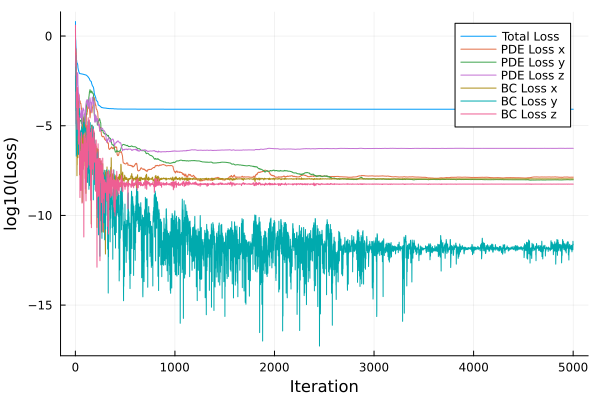 0
−5
−10
−15
log10(Loss)
0
1000
2000
3000
4000
5000
Iteration
Total Loss
PDE Loss x
PDE Loss y
PDE Loss z
BC Loss x
BC Loss y
BC Loss z